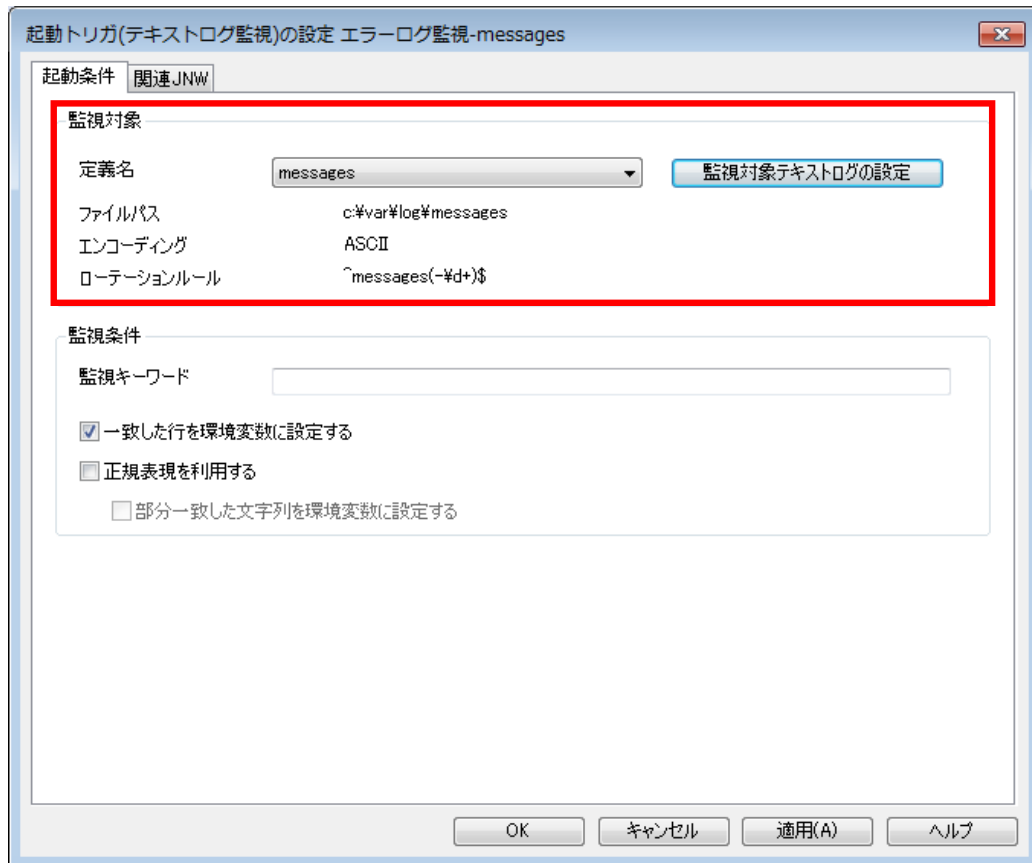 起動トリガ(テキストログ監視)の設定 エラーログ監視-messages
起動条件 関連JNW
監視対象
定義名 messages 監視対象テキストログの設定
ファイルパス c:¥var¥log¥messages
エンコーディング ASCII
ローテーションルール ^messages(-¥d+)$
監視条件
監視キーワード
一致した行を環境変数に設定する
正規表現を利用する
部分一致した文字列を環境変数に設定する
OK キャンセル 適用(A) ヘルプ